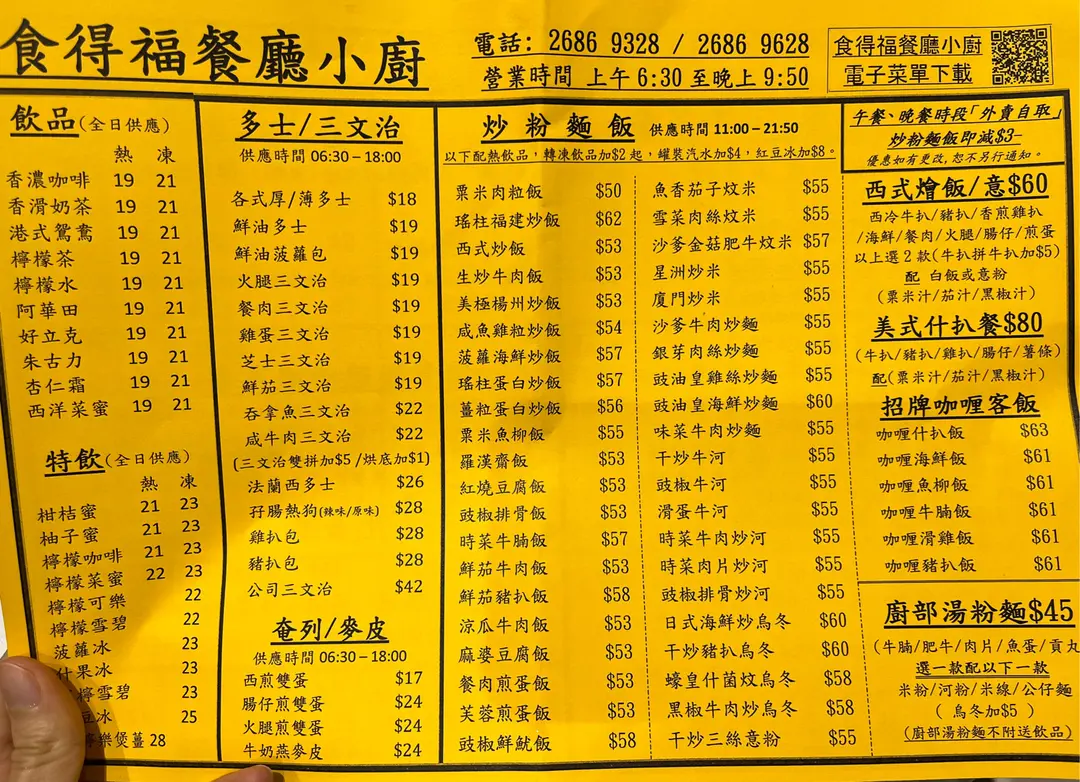 食得福餐廳小廚
電話: 2686 9328 / 2686 9628
營業時間 上午 6:30 至晚上 9:50
食得福餐廳小廚
電子菜單下載
飲品(全日供應)
熱 凍
香濃咖啡 19 21
香滑奶茶 19 21
港式鴛鴦 19 21
檸檬茶 19 21
檸檬水 19 21
阿華田 19 21
好立克 19 21
朱古力 19 21
杏仁霜 19 21
西洋菜蜜 19 21
特飲(全日供應)
熱 凍
柑桔蜜 21 23
柚子蜜 21 23
檸檬咖啡 21 23
檸檬菜蜜 22 23
檸檬可樂 22
檸檬雪碧 22
菠蘿冰 23
什果冰 23
檸雪碧 23
豆冰 25
樂煲薑 28
多士/三文治
供應時間 06:30 – 18:00
各式厚/薄多士 $18
鮮油多士 $19
鮮油菠蘿包 $19
火腿三文治 $19
餐肉三文治 $19
雞蛋三文治 $19
芝士三文治 $19
鮮茄三文治 $19
吞拿魚三文治 $22
咸牛肉三文治 $22
(三文治雙拼加$5 /烘底加$1)
法蘭西多士 $26
孖腸熱狗(辣味/原味) $28
雞扒包 $28
豬扒包 $28
公司三文治 $42
奄列/麥皮
供應時間 06:30 – 18:00
西煎雙蛋 $17
腸仔煎雙蛋 $24
火腿煎雙蛋 $24
牛奶燕麥皮 $24
炒粉麵飯 供應時間 11:00 - 21:50
以下配熱飲品，轉凍飲品加$2 起，罐裝汽水加$4，紅豆冰加$8。
粟米肉粒飯 $50
瑤柱福建炒飯 $62
西式炒飯 $53
生炒牛肉飯 $53
美極楊州炒飯 $53
咸魚雞粒炒飯 $54
菠蘿海鮮炒飯 $57
瑤柱蛋白炒飯 $57
薑粒蛋白炒飯 $56
粟米魚柳飯 $55
羅漢齋飯 $53
紅燒豆腐飯 $53
豉椒排骨飯 $53
時菜牛腩飯 $57
鮮茄牛肉飯 $53
鮮茄豬扒飯 $58
涼瓜牛肉飯 $53
麻婆豆腐飯 $53
餐肉煎蛋飯 $53
芙蓉煎蛋飯 $53
豉椒鮮魷飯 $58
魚香茄子炆米 $55
雪菜肉絲炆米 $55
沙爹金菇肥牛炆米 $57
星洲炒米 $55
廈門炒米 $55
沙爹牛肉炒麵 $55
銀芽肉絲炒麵 $55
豉油皇雞絲炒麵 $55
豉油皇海鮮炒麵 $60
味菜牛肉炒麵 $55
干炒牛河 $55
豉椒牛河 $55
滑蛋牛河 $55
時菜牛肉炒河 $55
時菜肉片炒河 $55
豉椒排骨炒河 $55
日式海鮮炒烏冬 $60
干炒豬扒烏冬 $60
蠔皇什菌炆烏冬 $58
黑椒牛肉炒烏冬 $58
干炒三絲意粉 $55
午餐、晚餐時段「外賣自取」
炒粉麵飯即減$3-
優惠如有更改,恕不另行通知。
西式燴飯/意$60
西冷牛扒/豬扒/香煎雞扒
/海鮮/餐肉/火腿/腸仔/煎蛋
以上選 2 款(牛扒拼牛扒加$5)
配 白飯或意粉
(粟米汁/茄汁/黑椒汁)
美式什扒餐$80
(牛扒/豬扒/雞扒/腸仔/薯條)
配(粟米汁/茄汁/黑椒汁)
招牌咖喱客飯
咖喱什扒飯 $63
咖喱海鮮飯 $61
咖喱魚柳飯 $61
咖喱牛腩飯 $61
咖喱滑雞飯 $61
咖喱豬扒飯 $61
廚部湯粉麵$45
(牛腩/肥牛/肉片/魚蛋/貢丸
選一款配以下一款
米粉/河粉/米線/公仔麵
( 烏冬加$5 )
(廚部湯粉麵不附送飲品)